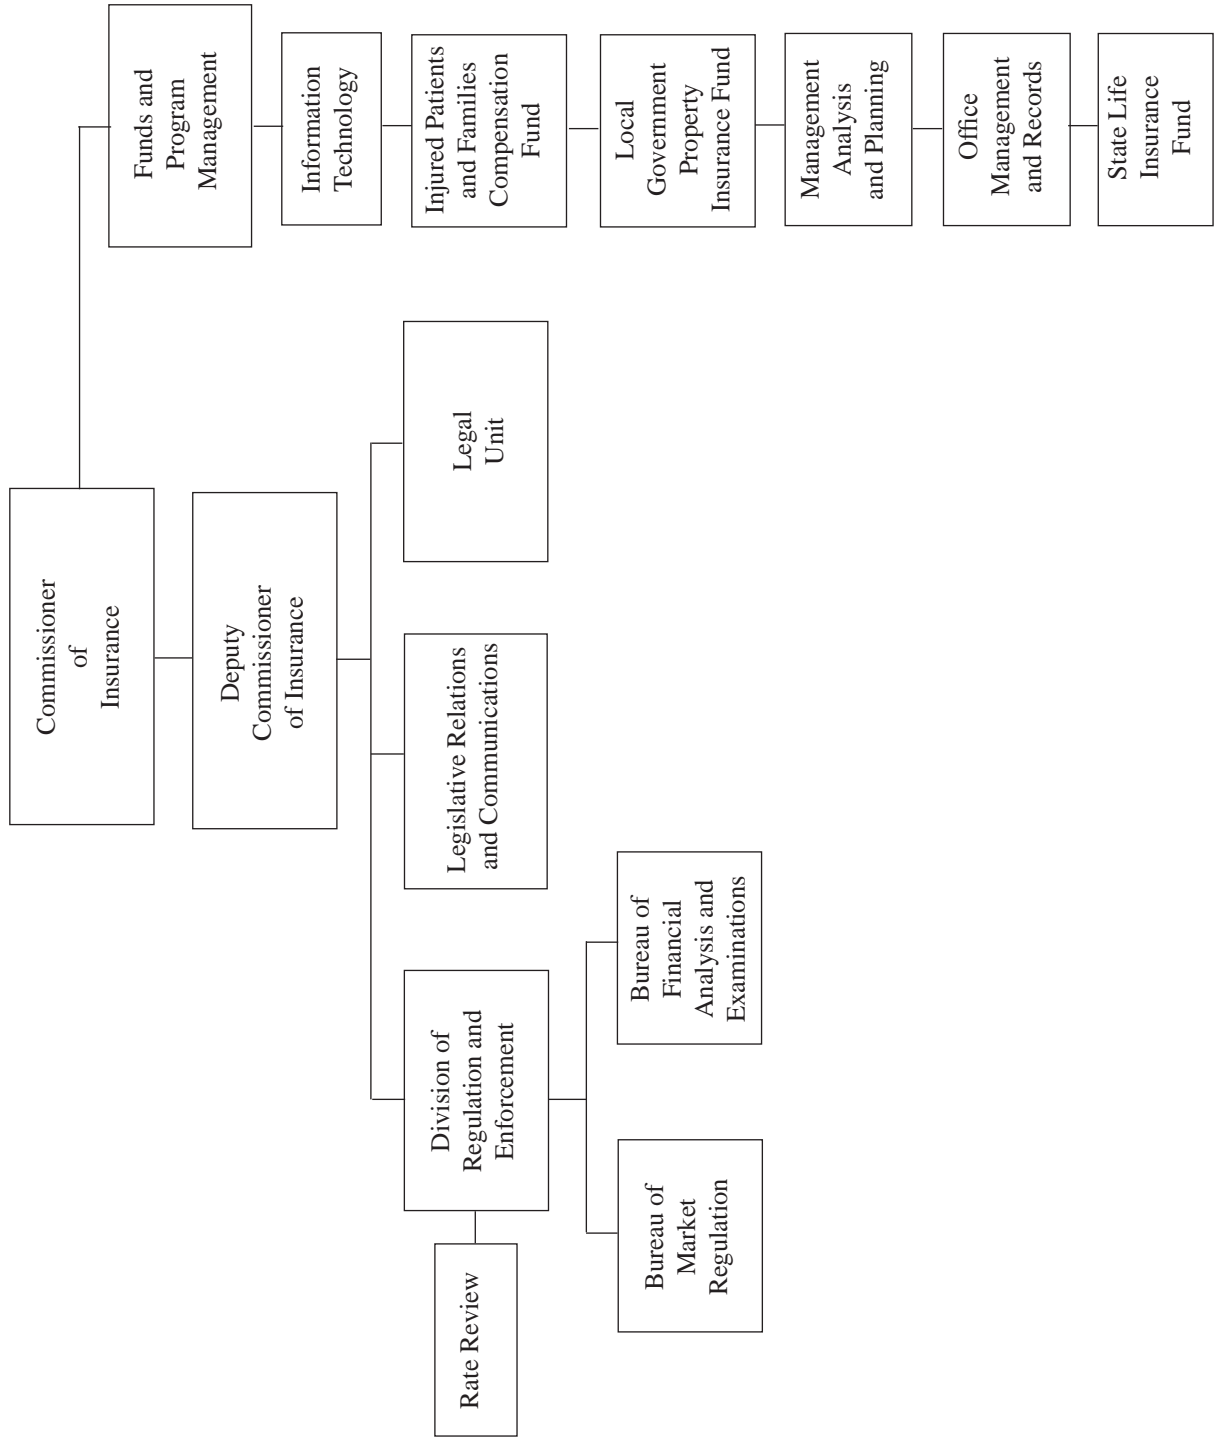 Commissioner
of
Insurance
Deputy
Commissioner
of Insurance
Rate Review
Division of
Regulation and
Enforcement
Legislative Relations
and Communications
Legal
Unit
Bureau of
Market
Regulation
Bureau of
Financial
Analysis and
Examinations
Funds and
Program
Management
Information
Technology
Injured Patients
and Families
Compensation
Fund
Local
Government
Property
Insurance Fund
Management
Analysis
and Planning
Office
Management
and Records
State Life
Insurance
Fund